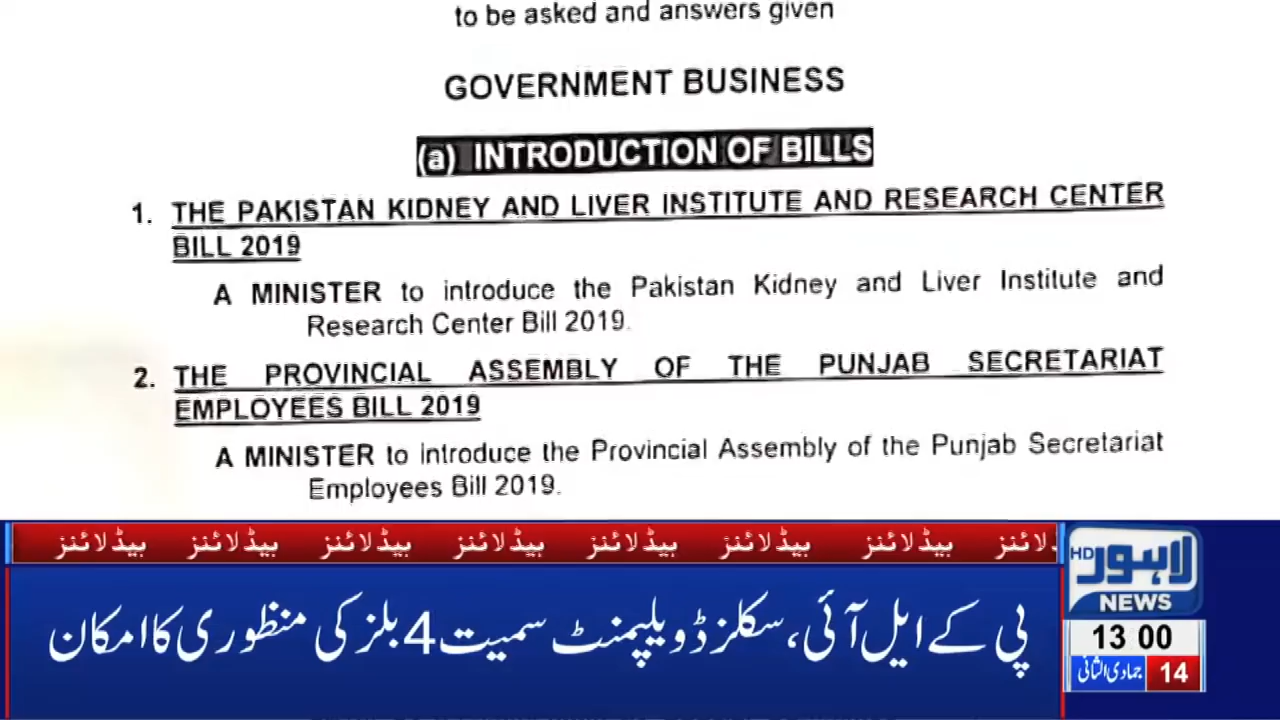 to be asked and answers given
GOVERNMENT BUSINESS
(a) INTRODUCTION OF BILLS
1. THE PAKISTAN KIDNEY AND LIVER INSTITUTE AND RESEARCH CENTER
BILL 2019
A MINISTER to introduce the Pakistan Kidney and Liver Institute and
Research Center Bill 2019.
2. THE PROVINCIAL ASSEMBLY OF THE PUNJAB SECRETARIAT
EMPLOYEES BILL 2019
A MINISTER to introduce the Provincial Assembly of the Punjab Secretariat
Employees Bill 2019.
ہیڈلائنز ہیڈلائنز ہیڈلائنز ہیڈلائنز ہیڈلائنز ہیڈلائنز ہیڈلائنز لائنز
پی کے ایل آئی، سکلز ڈویلپمنٹ سمیت 4 بلز کی منظوری کا امکان
لاہور HD
NEWS
13 00
14 جمادی الثانی